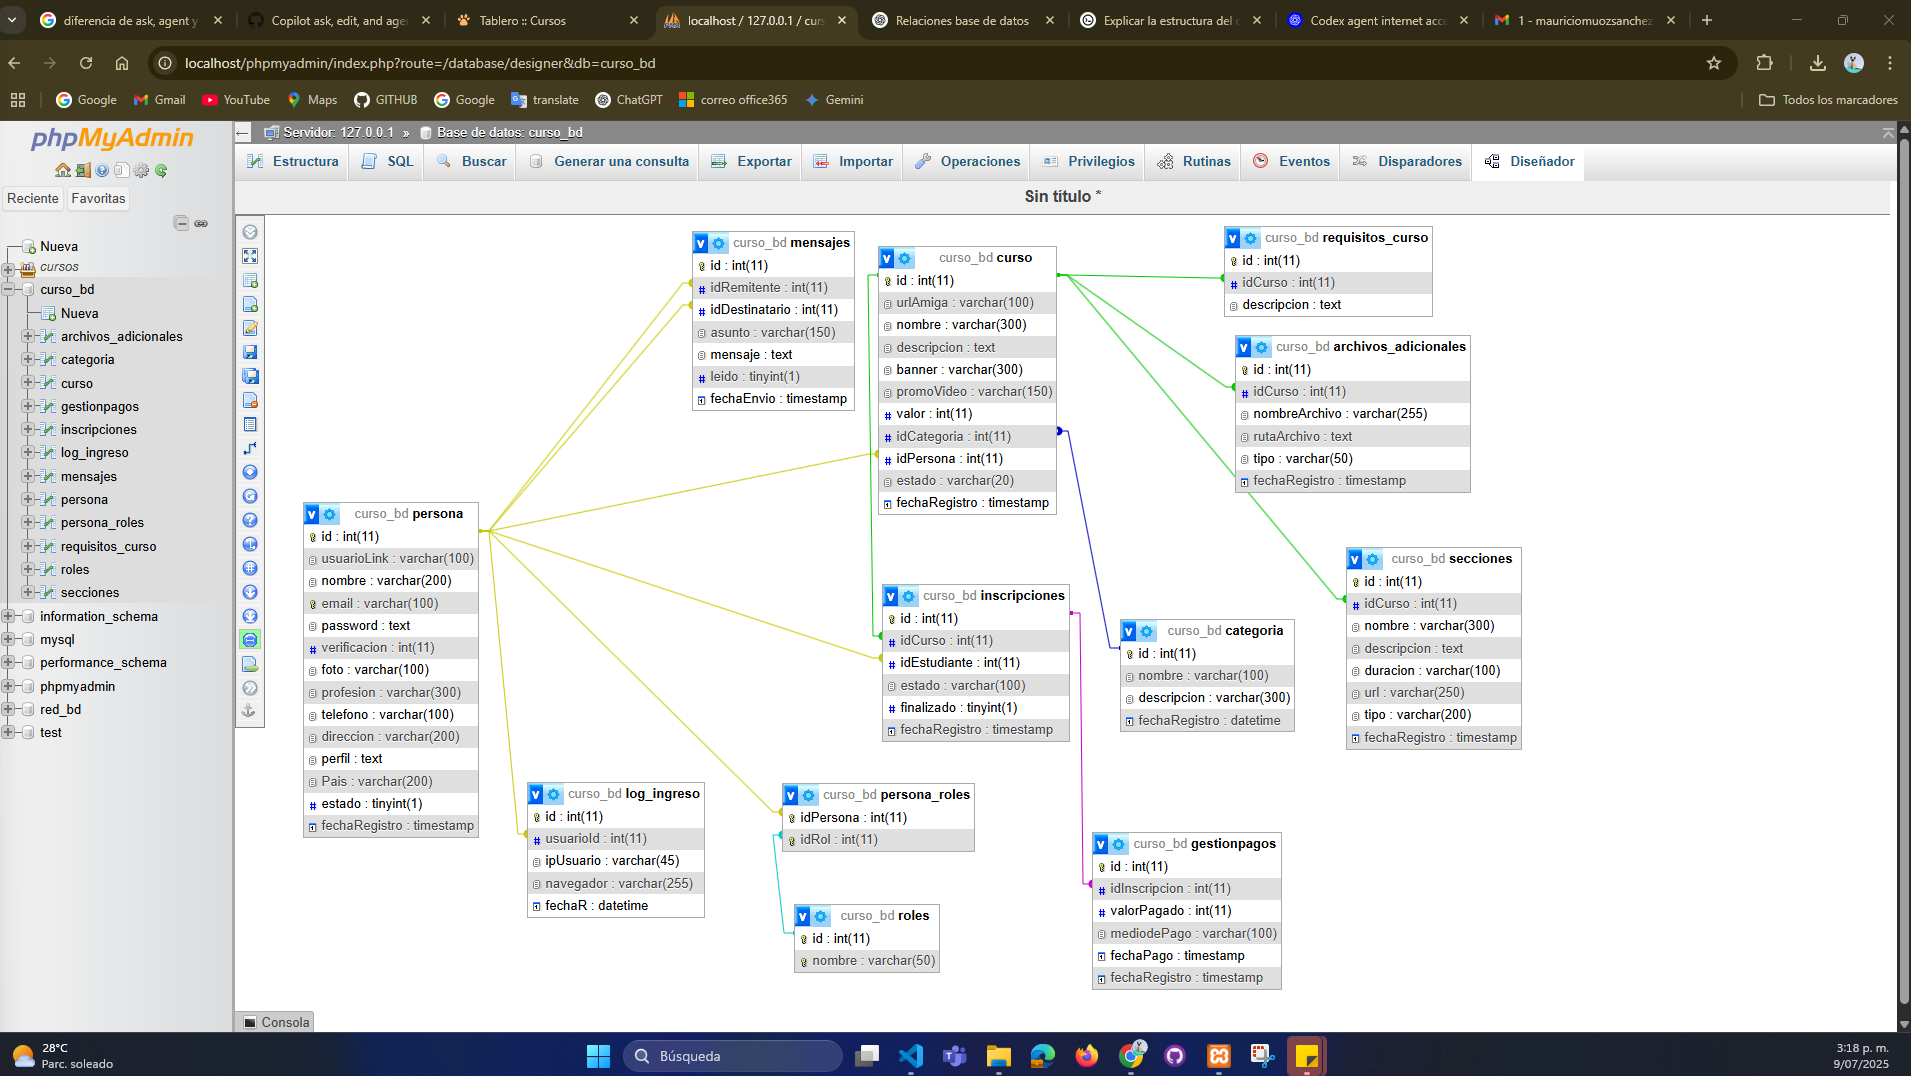 diferencia de ask, agent y
Copilot ask, edit, and age
Tablero :: Cursos
localhost / 127.0.0.1 / curs
Relaciones base de datos
Explicar la estructura del c
Codex agent internet acce
1 - mauriciomuozsanchez
localhost/phpmyadmin/index.php?route=/database/designer&db=curso_bd
Google
Gmail
YouTube
Maps
GITHUB
Google
translate
ChatGPT
correo office365
Gemini
Todos los marcadores
phpMyAdmin
Reciente
Favoritas
Nueva
cursos
curso_bd
Nueva
archivos_adicionales
categoria
curso
gestionpagos
inscripciones
log_ingreso
mensajes
persona
persona_roles
requisitos_curso
roles
secciones
information_schema
mysql
performance_schema
phpmyadmin
red_bd
test
Servidor: 127.0.0.1 » Base de datos: curso_bd
Estructura
SQL
Buscar
Generar una consulta
Exportar
Importar
Operaciones
Privilegios
Rutinas
Eventos
Disparadores
Diseñador
Sin título *
v curso_bd mensajes
id : int(11)
idRemitente : int(11)
idDestinatario : int(11)
asunto : varchar(150)
mensaje : text
leido : tinyint(1)
fechaEnvio : timestamp
v curso_bd curso
id : int(11)
urlAmiga : varchar(100)
nombre : varchar(300)
descripcion : text
banner : varchar(300)
promoVideo : varchar(150)
valor : int(11)
idCategoria : int(11)
idPersona : int(11)
estado : varchar(20)
fechaRegistro : timestamp
v curso_bd requisitos_curso
id : int(11)
idCurso : int(11)
descripcion : text
v curso_bd archivos_adicionales
id : int(11)
idCurso : int(11)
nombreArchivo : varchar(255)
rutaArchivo : text
tipo : varchar(50)
fechaRegistro : timestamp
v curso_bd persona
id : int(11)
usuarioLink : varchar(100)
nombre : varchar(200)
email : varchar(100)
password : text
verificacion : int(11)
foto : varchar(100)
profesion : varchar(300)
telefono : varchar(100)
direccion : varchar(200)
perfil : text
Pais : varchar(200)
estado : tinyint(1)
fechaRegistro : timestamp
v curso_bd inscripciones
id : int(11)
idCurso : int(11)
idEstudiante : int(11)
estado : varchar(100)
finalizado : tinyint(1)
fechaRegistro : timestamp
v curso_bd categoria
id : int(11)
nombre : varchar(100)
descripcion : varchar(300)
fechaRegistro : datetime
v curso_bd secciones
id : int(11)
idCurso : int(11)
nombre : varchar(300)
descripcion : text
duracion : varchar(100)
url : varchar(250)
tipo : varchar(200)
fechaRegistro : timestamp
v curso_bd log_ingreso
id : int(11)
usuarioId : int(11)
ipUsuario : varchar(45)
navegador : varchar(255)
fechaR : datetime
v curso_bd persona_roles
idPersona : int(11)
idRol : int(11)
v curso_bd roles
id : int(11)
nombre : varchar(50)
v curso_bd gestionpagos
id : int(11)
idInscripcion : int(11)
valorPagado : int(11)
mediodePago : varchar(100)
fechaPago : timestamp
fechaRegistro : timestamp
Consola
28°C
Parc. soleado
Búsqueda
3:18 p. m.
9/07/2025